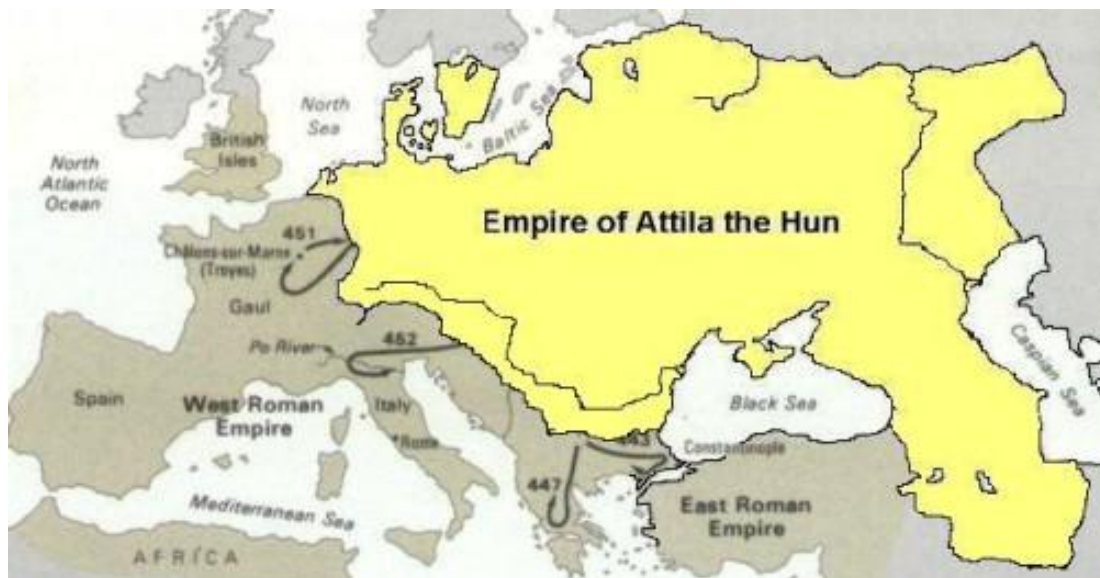 North
Sea
British
Isles
North
Atlantic
Ocean
Baltic Sea
Empire of Attila the Hun
451
Châlons-sur-Marne
(Troyes)
Gaul
452
Po River
Spain
West Roman
Empire
Italy
Rome
Black Sea
Caspian Sea
443
Constantinople
447
Mediterranean Sea
East Roman
Empire
AFRICA